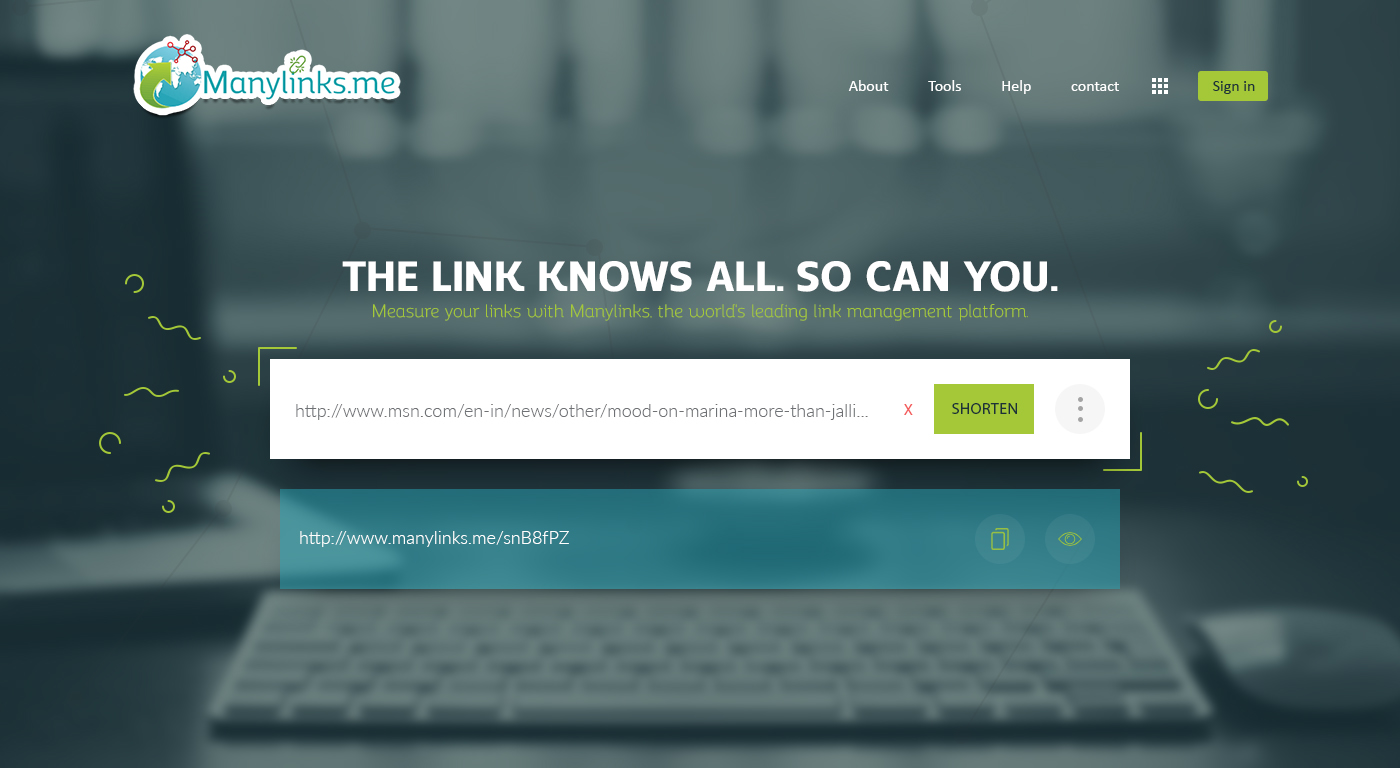 Manylinks.me
About Tools Help contact Sign in
THE LINK KNOWS ALL. SO CAN YOU.
Measure your links with Manylinks, the world's leading link management platform.
http://www.msn.com/en-in/news/other/mood-on-marina-more-than-jalli... X SHORTEN
http://www.manylinks.me/snB8fPZ